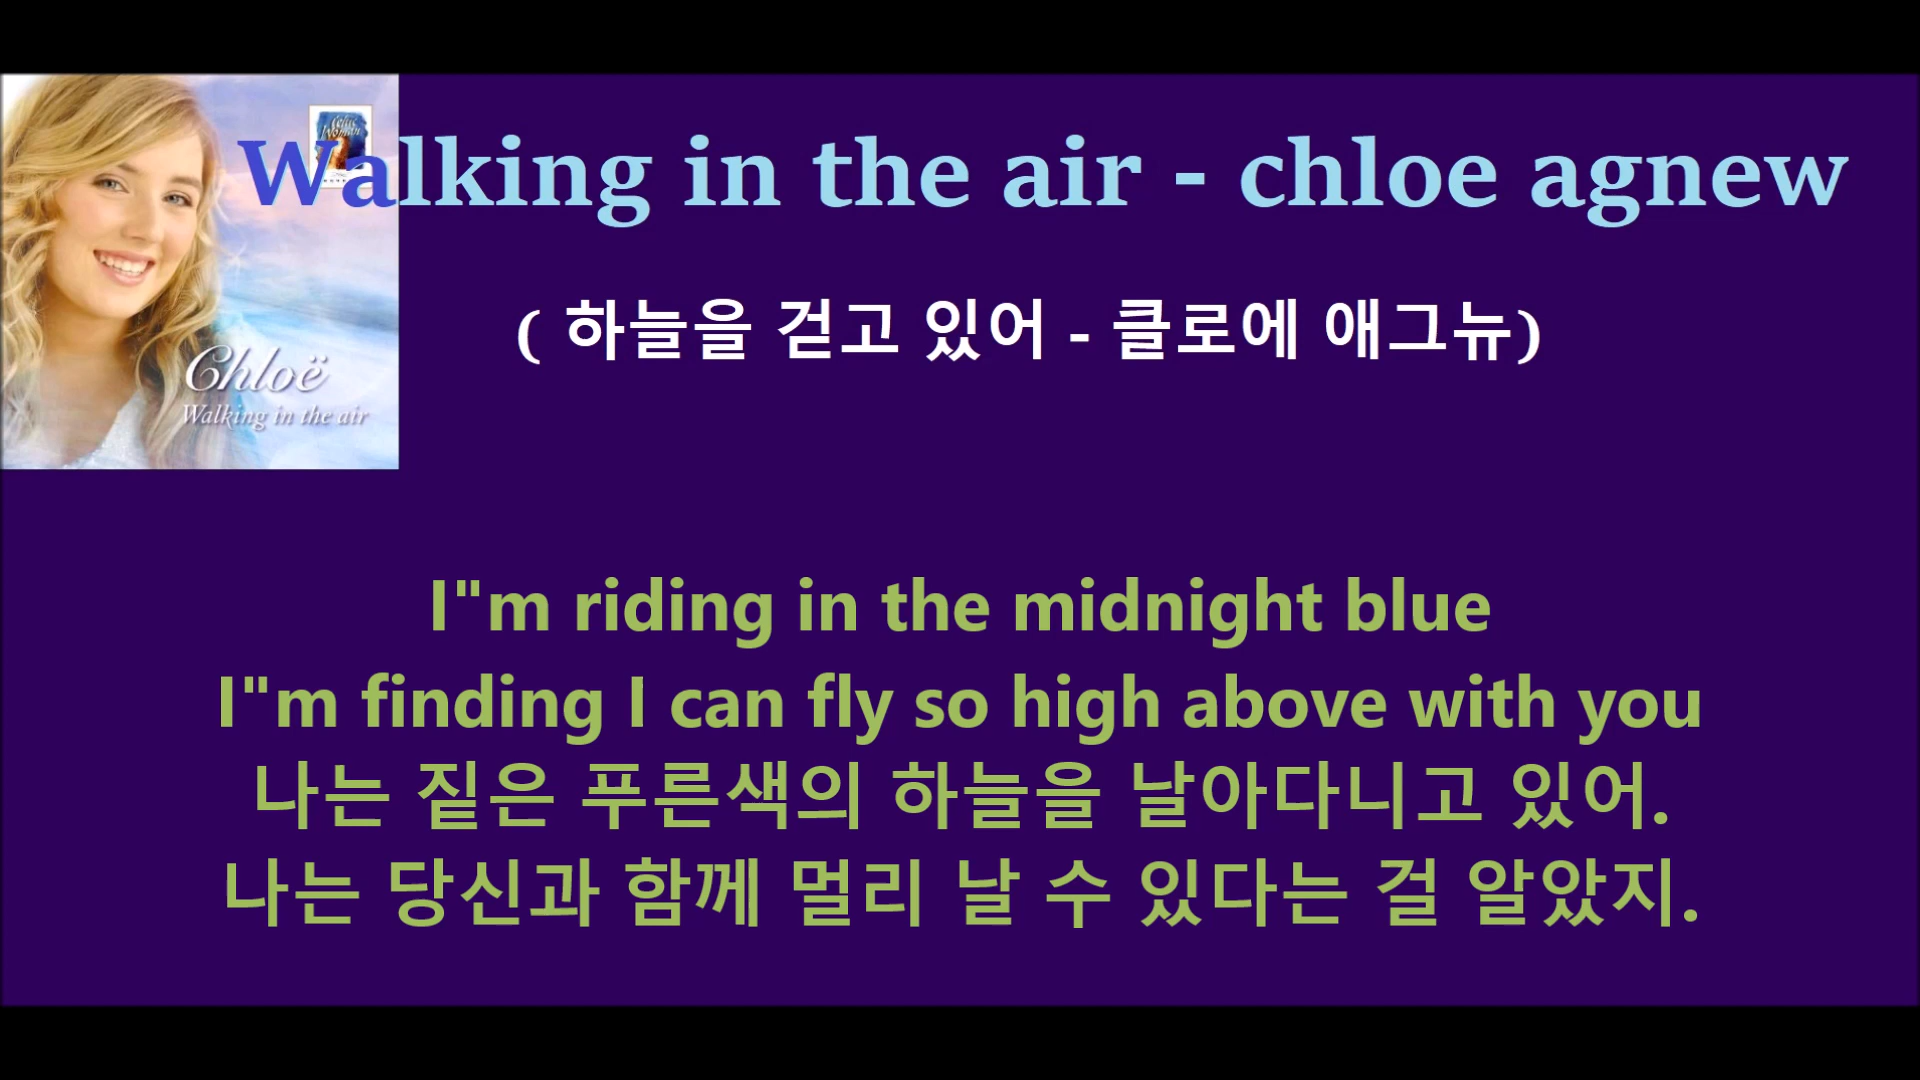 Walking in the air - chloe agnew
( 하늘을 걷고 있어 - 클로에 애그뉴)
Celtic Woman
Chloë
Walking in the air
I"m riding in the midnight blue
I"m finding I can fly so high above with you
나는 짙은 푸른색의 하늘을 날아다니고 있어.
나는 당신과 함께 멀리 날 수 있다는 걸 알았지.